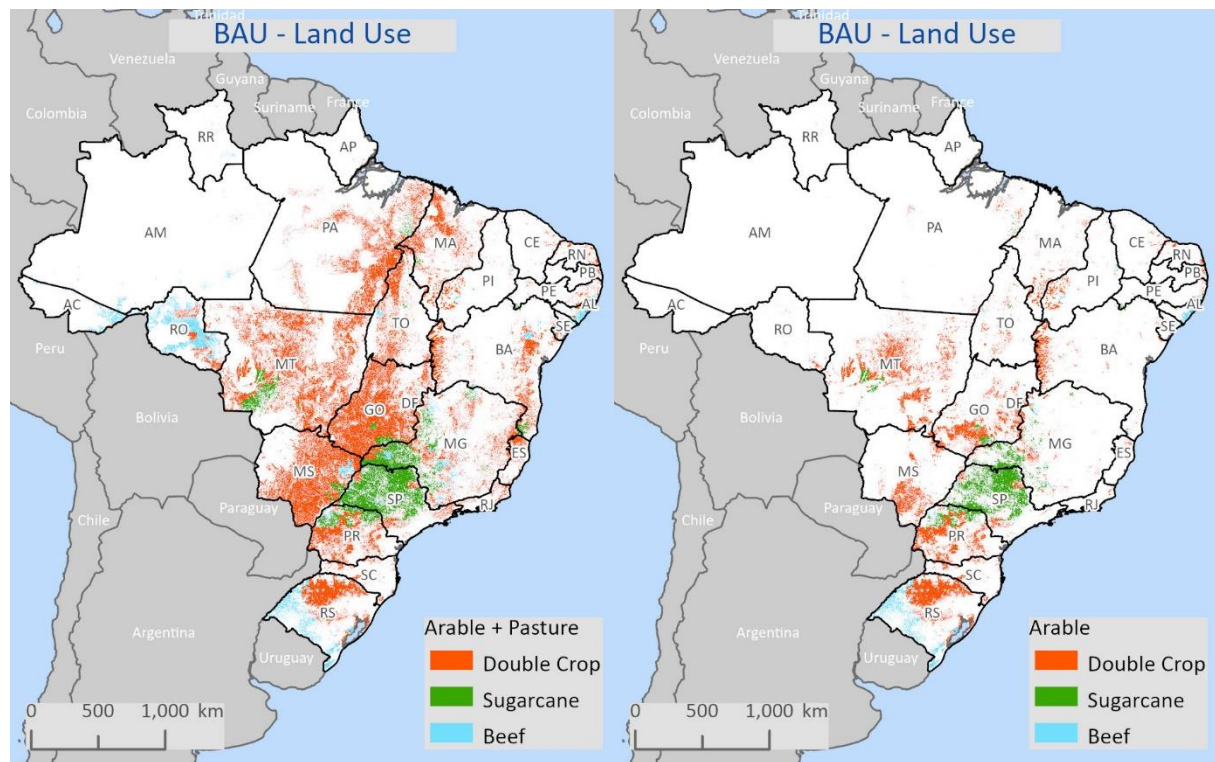 Trinidad
BAU - Land Use
Venezuela
Guyana
Suriname
France
Colombia
RR
AP
AM
PA
MA
CE
RN
PB
PI
PE
AL
SE
AC
RO
TO
BA
Peru
MT
Bolivia
GO
DF
MG
ES
MS
SP
RJ
Paraguay
Chile
PR
SC
RS
Argentina
Uruguay
Arable + Pasture
Double Crop
Sugarcane
Beef
0 500 1,000 km
Trinidad
BAU - Land Use
Venezuela
Guyana
Suriname
France
Colombia
RR
AP
AM
PA
MA
CE
RN
PB
PI
PE
AL
SE
AC
RO
TO
BA
Peru
MT
Bolivia
GO
DF
MG
ES
MS
SP
RJ
Paraguay
Chile
PR
SC
RS
Argentina
Uruguay
Arable
Double Crop
Sugarcane
Beef
0 500 1,000 km